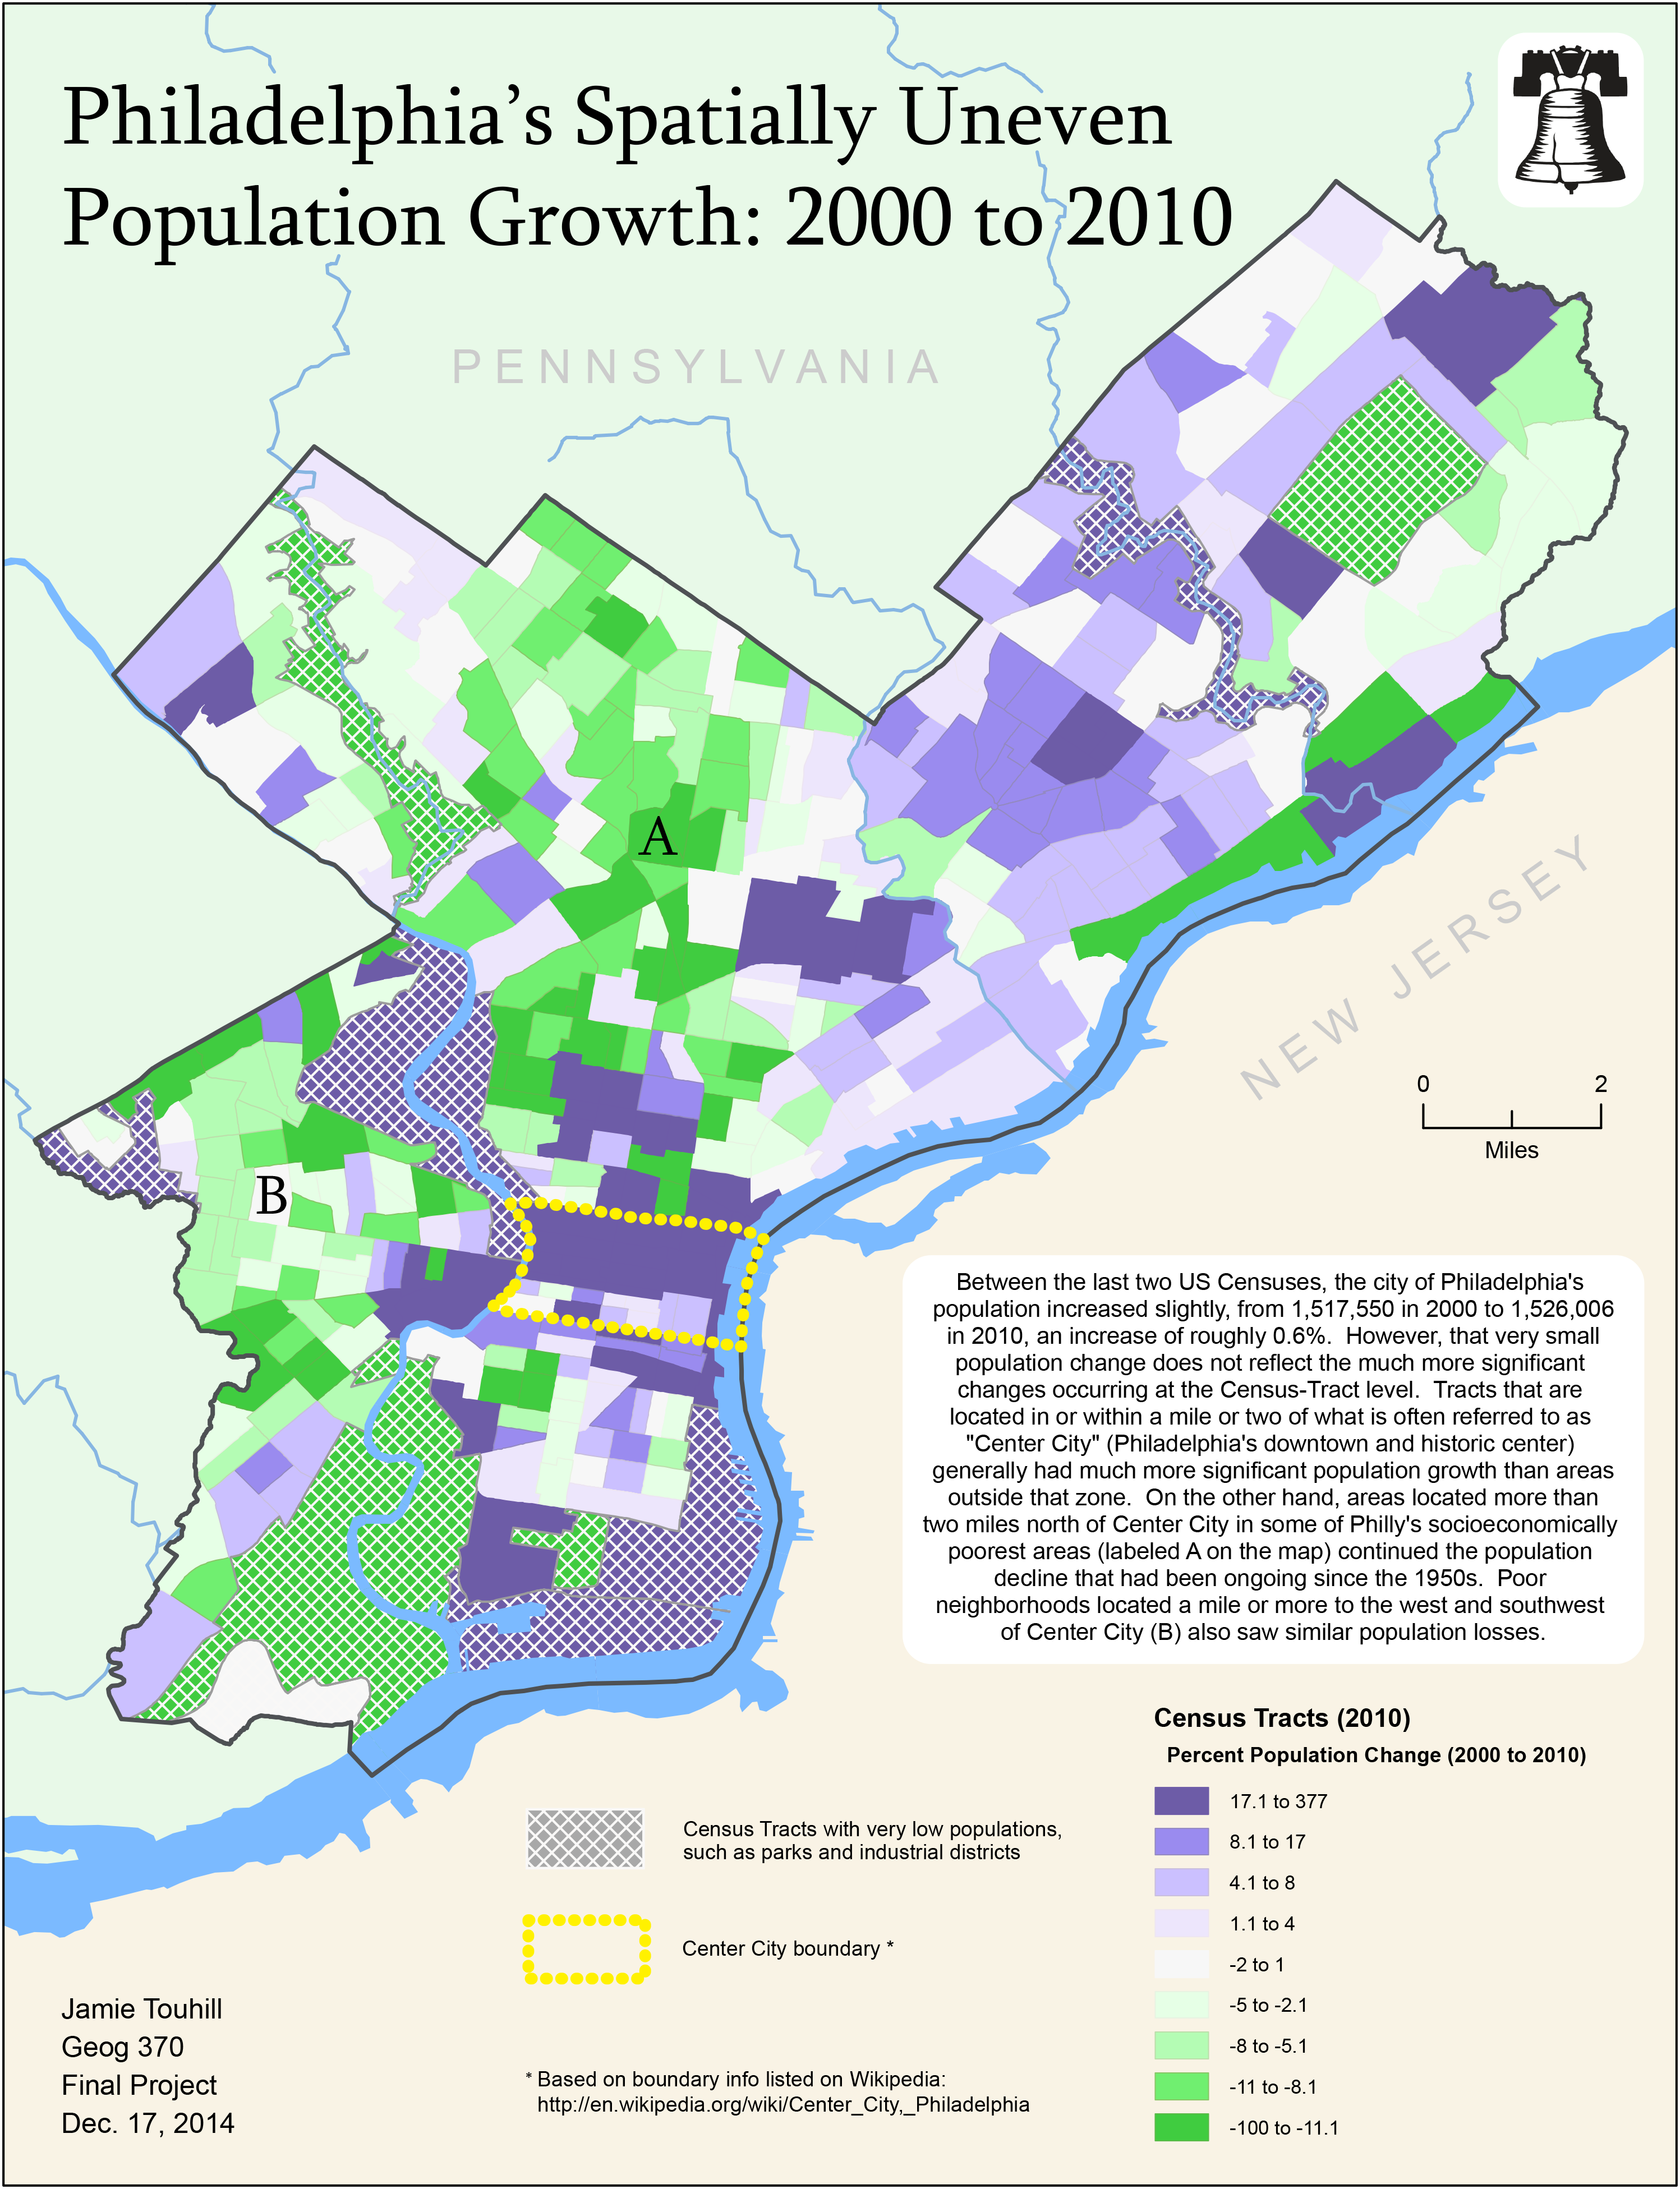 Philadelphia's Spatially Uneven
Population Growth: 2000 to 2010
PENNSYLVANIA
A
NEW JERSEY
0 2
Miles
B
Between the last two US Censuses, the city of Philadelphia's
population increased slightly, from 1,517,550 in 2000 to 1,526,006
in 2010, an increase of roughly 0.6%. However, that very small
population change does not reflect the much more significant
changes occurring at the Census-Tract level. Tracts that are
located in or within a mile or two of what is often referred to as
"Center City" (Philadelphia's downtown and historic center)
generally had much more significant population growth than areas
outside that zone. On the other hand, areas located more than
two miles north of Center City in some of Philly's socioeconomically
poorest areas (labeled A on the map) continued the population
decline that had been ongoing since the 1950s. Poor
neighborhoods located a mile or more to the west and southwest
of Center City (B) also saw similar population losses.
Census Tracts (2010)
Percent Population Change (2000 to 2010)
17.1 to 377
8.1 to 17
4.1 to 8
1.1 to 4
-2 to 1
-5 to -2.1
-8 to -5.1
-11 to -8.1
-100 to -11.1
Census Tracts with very low populations,
such as parks and industrial districts
Center City boundary *
* Based on boundary info listed on Wikipedia:
http://en.wikipedia.org/wiki/Center_City,_Philadelphia
Jamie Touhill
Geog 370
Final Project
Dec. 17, 2014